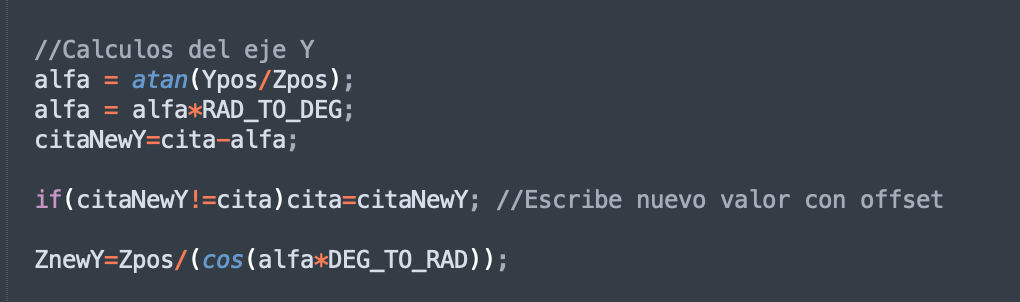 //Calculos del eje Y
alfa = atan(Ypos/Zpos);
alfa = alfa*RAD_TO_DEG;
citaNewY=cita-alfa;
if(citaNewY!=cita)cita=citaNewY; //Escribe nuevo valor con offset
ZnewY=Zpos/(cos(alfa*DEG_TO_RAD));